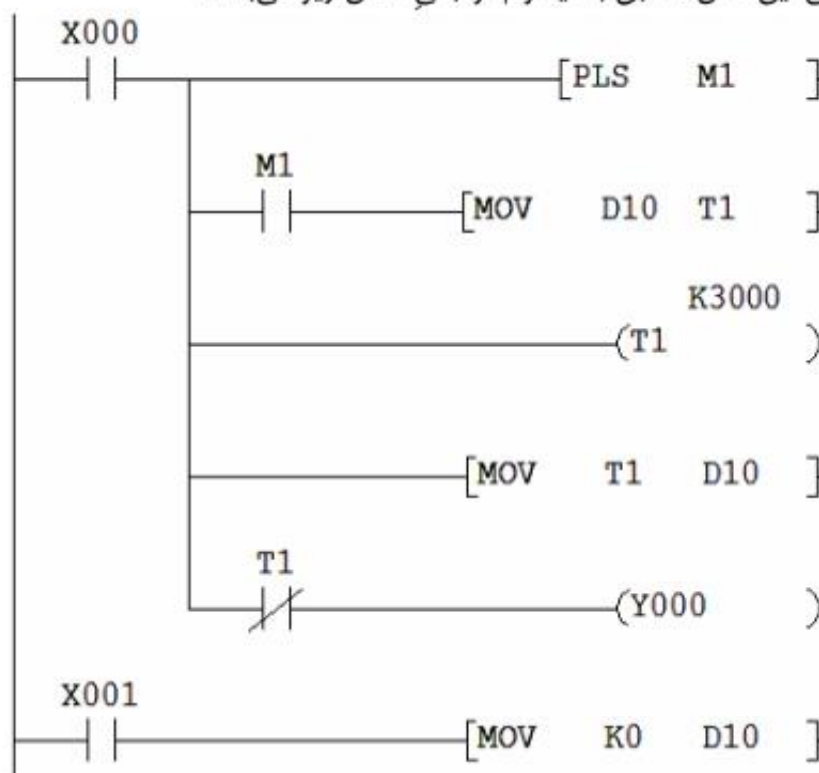 X000
[PLS M1 ]
M1
[MOV D10 T1 ]
K3000
(T1 )
[MOV T1 D10 ]
T1
(Y000 )
X001
[MOV K0 D10 ]